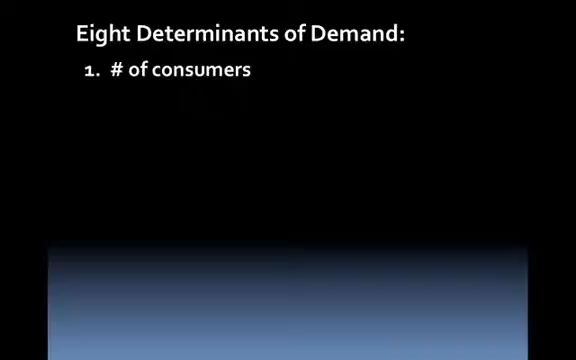 Eight Determinants of Demand:
1. # of consumers